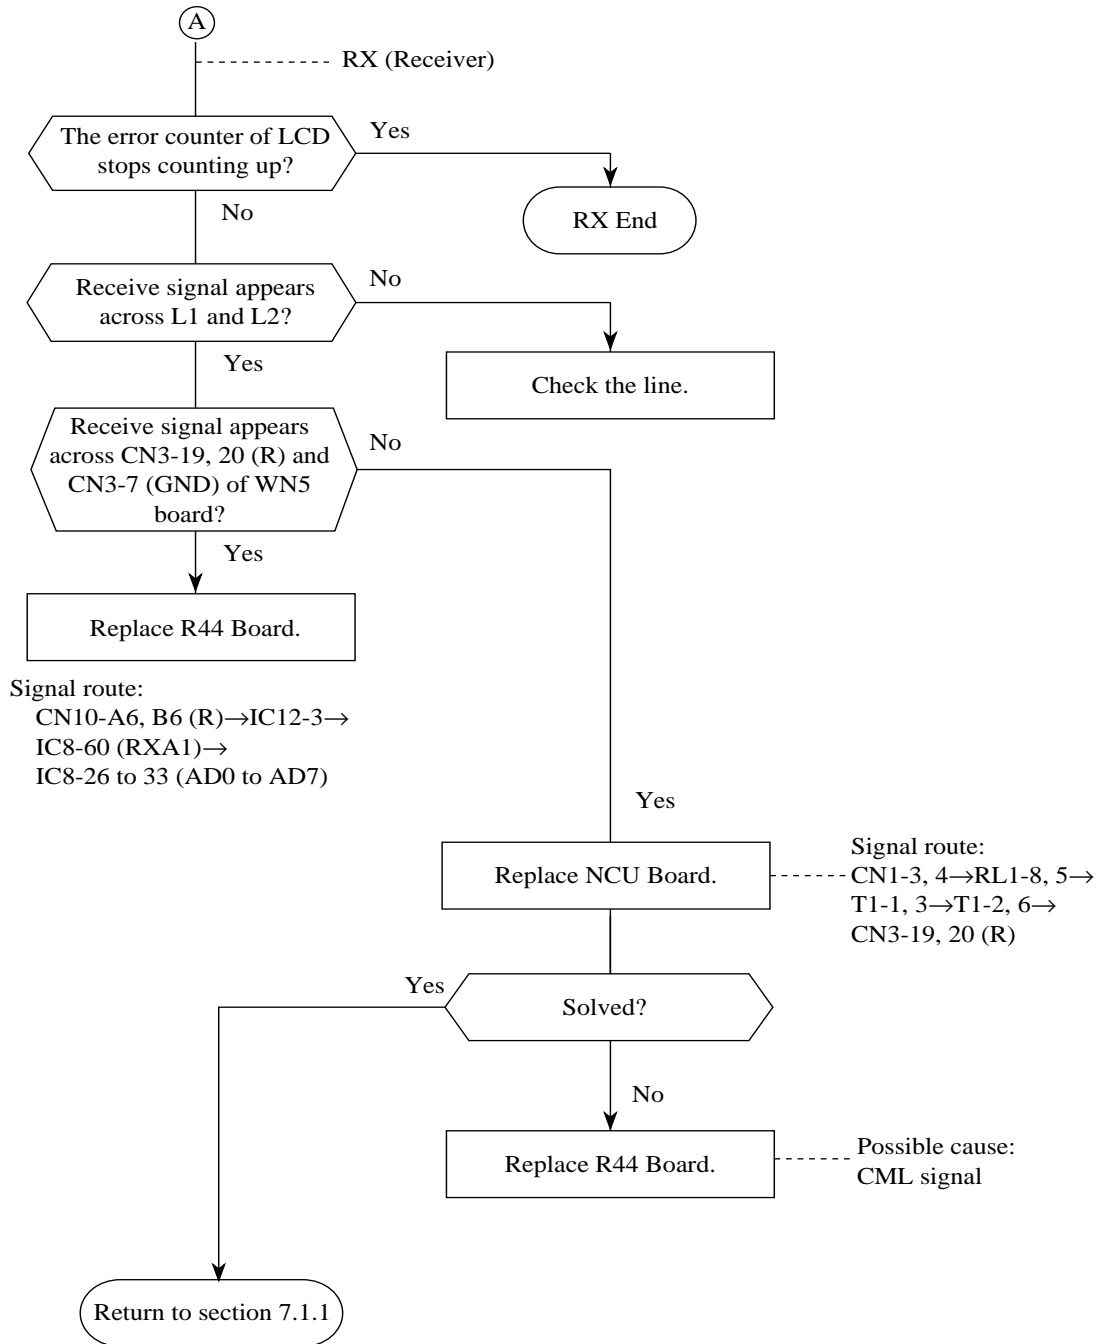 A
RX (Receiver)
The error counter of LCD
stops counting up?
Yes
No
RX End
Receive signal appears
across L1 and L2?
No
Yes
Check the line.
Receive signal appears
across CN3-19, 20 (R) and
CN3-7 (GND) of WN5
board?
No
Yes
Replace R44 Board.
Signal route:
CN10-A6, B6 (R)→IC12-3→
IC8-60 (RXA1)→
IC8-26 to 33 (AD0 to AD7)
Yes
Replace NCU Board.
Signal route:
CN1-3, 4→RL1-8, 5→
T1-1, 3→T1-2, 6→
CN3-19, 20 (R)
Yes
Solved?
No
Replace R44 Board.
Possible cause:
CML signal
Return to section 7.1.1